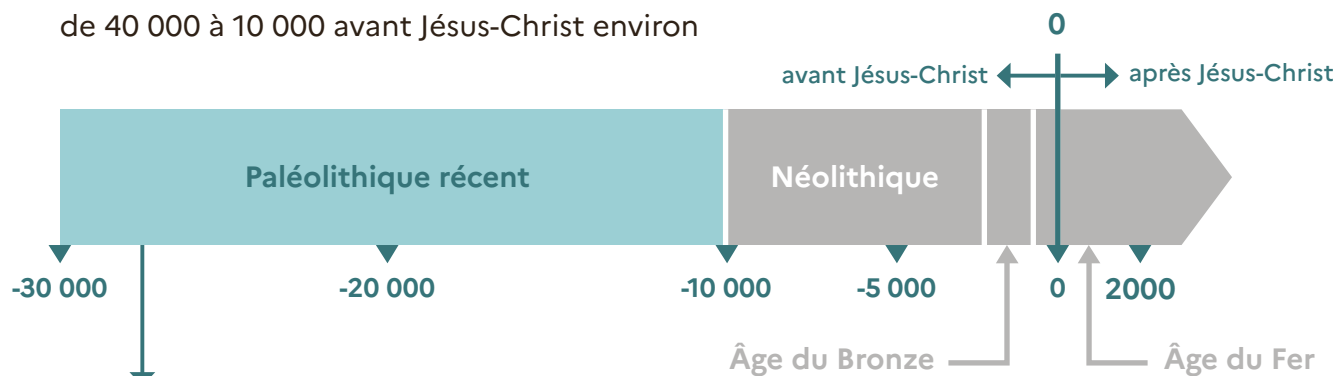 de 40 000 à 10 000 avant Jésus-Christ environ
0
avant Jésus-Christ après Jésus-Christ
Paléolithique récent Néolithique
-30 000 -20 000 -10 000 -5 000 0 2000
Âge du Bronze Âge du Fer